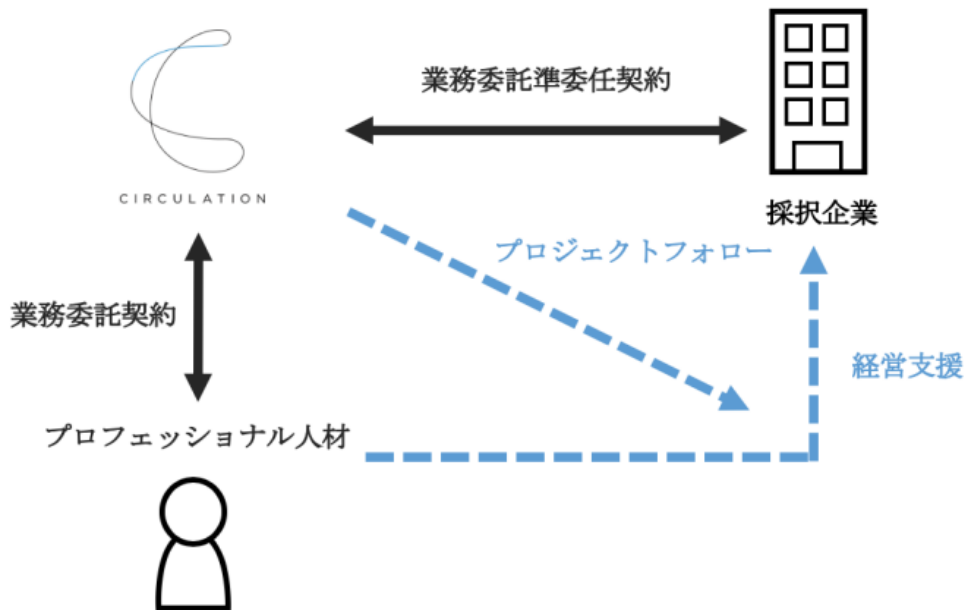 業務委託準委任契約
CIRCULATION
採択企業
プロジェクトフォロー
業務委託契約
経営支援
プロフェッショナル人材